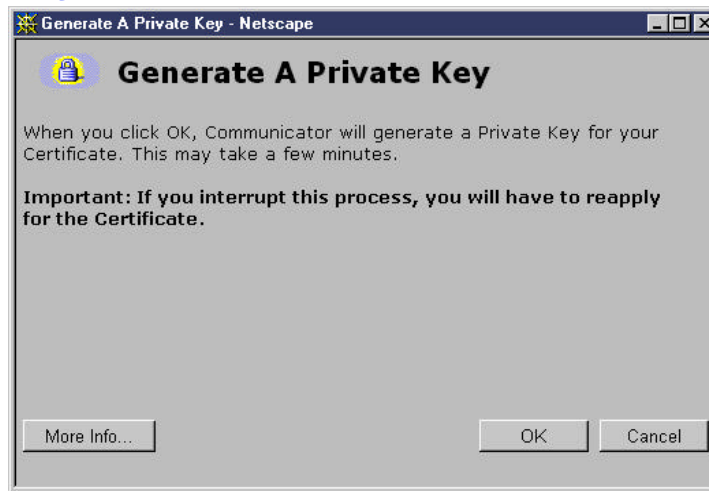 Generate A Private Key - Netscape
Generate A Private Key
When you click OK, Communicator will generate a Private Key for your
Certificate. This may take a few minutes.
Important: If you interrupt this process, you will have to reapply
for the Certificate.
More Info... OK Cancel